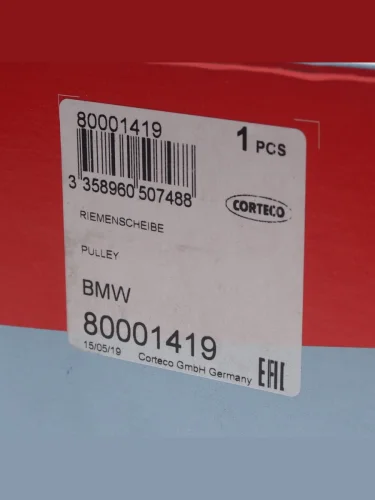 80001419
1 PCS
3 358960 507488
CORTECO
RIEMENSCHEIBE
PULLEY
BMW
80001419
15/05/19 Corteco GmbH Germany
EAC